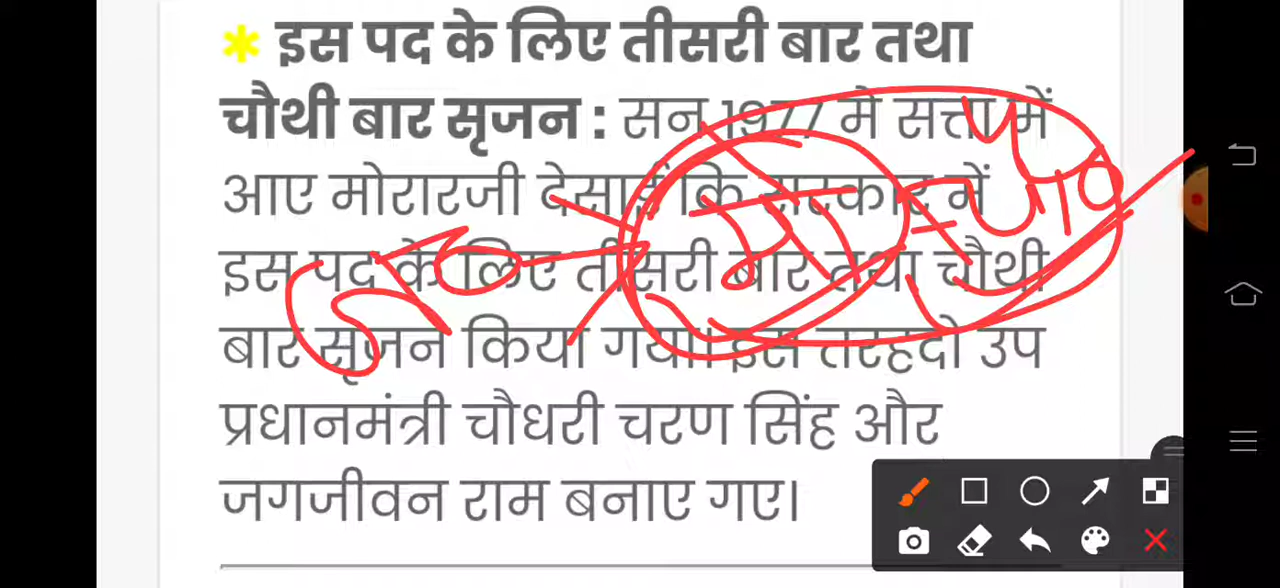 * इस पद के लिए तीसरी बार तथा
चौथी बार सृजन : सन् 1977 मे सत्ता में
आए मोरारजी देसाई कि सरकार में
इस पद के लिए तीसरी बार तथा चौथी
बार सृजन किया गया। इस तरहदो उप
प्रधानमंत्री चौधरी चरण सिंह और
जगजीवन राम बनाए गए।